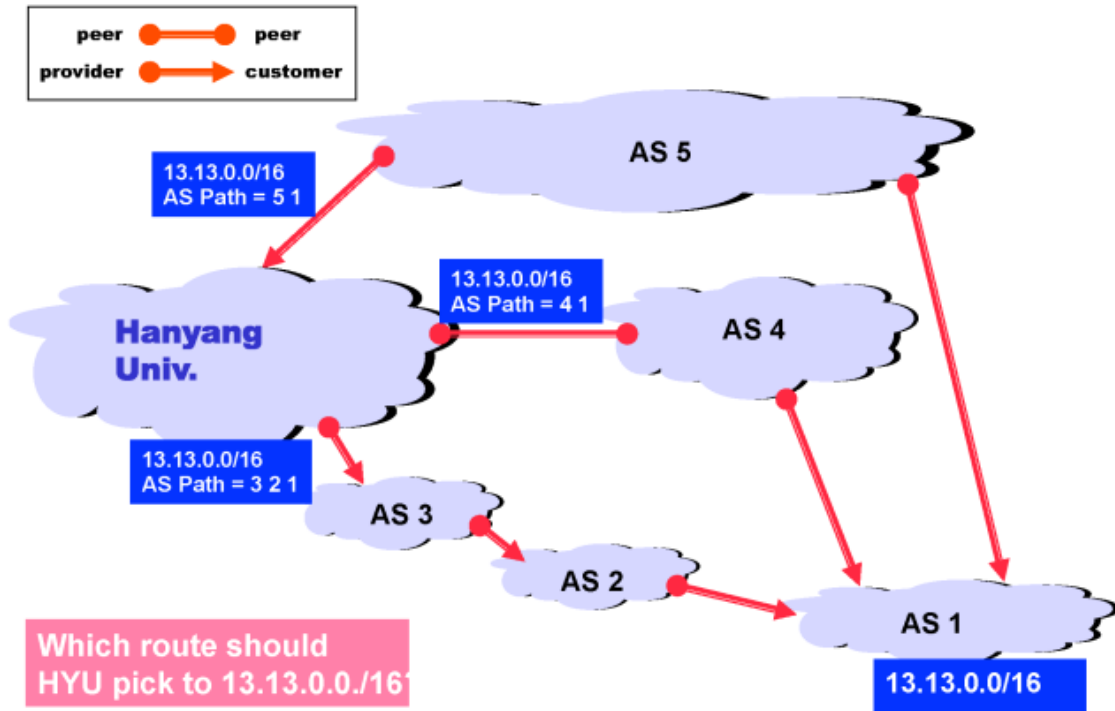 peer peer
provider customer
AS 5
13.13.0.0/16
AS Path = 5 1
13.13.0.0/16
AS Path = 4 1
Hanyang
Univ.
AS 4
13.13.0.0/16
AS Path = 3 2 1
AS 3
AS 2
AS 1
Which route should
HYU pick to 13.13.0.0./16?
13.13.0.0/16